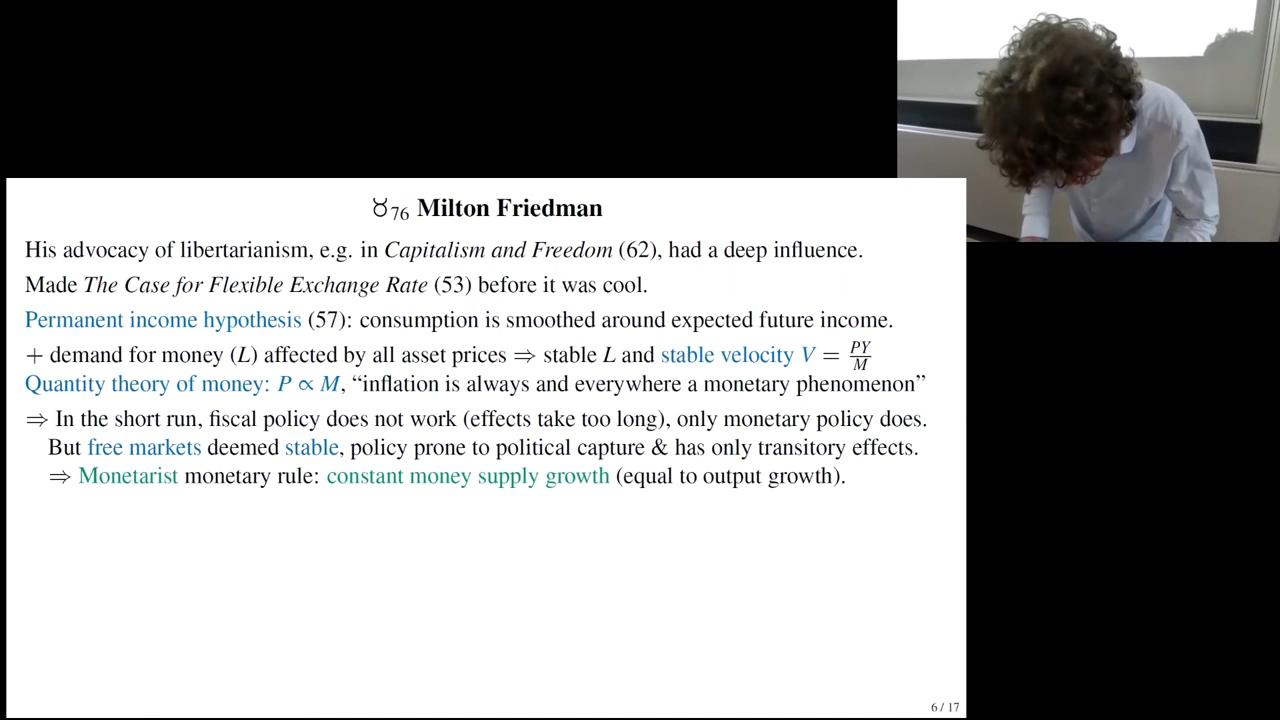 ♉76 Milton Friedman
His advocacy of libertarianism, e.g. in Capitalism and Freedom (62), had a deep influence.
Made The Case for Flexible Exchange Rate (53) before it was cool.
Permanent income hypothesis (57): consumption is smoothed around expected future income.
+ demand for money (L) affected by all asset prices ⇒ stable L and stable velocity V = PY/M
Quantity theory of money: P ∝ M, “inflation is always and everywhere a monetary phenomenon”
⇒ In the short run, fiscal policy does not work (effects take too long), only monetary policy does.
But free markets deemed stable, policy prone to political capture & has only transitory effects.
⇒ Monetarist monetary rule: constant money supply growth (equal to output growth).
6 / 17